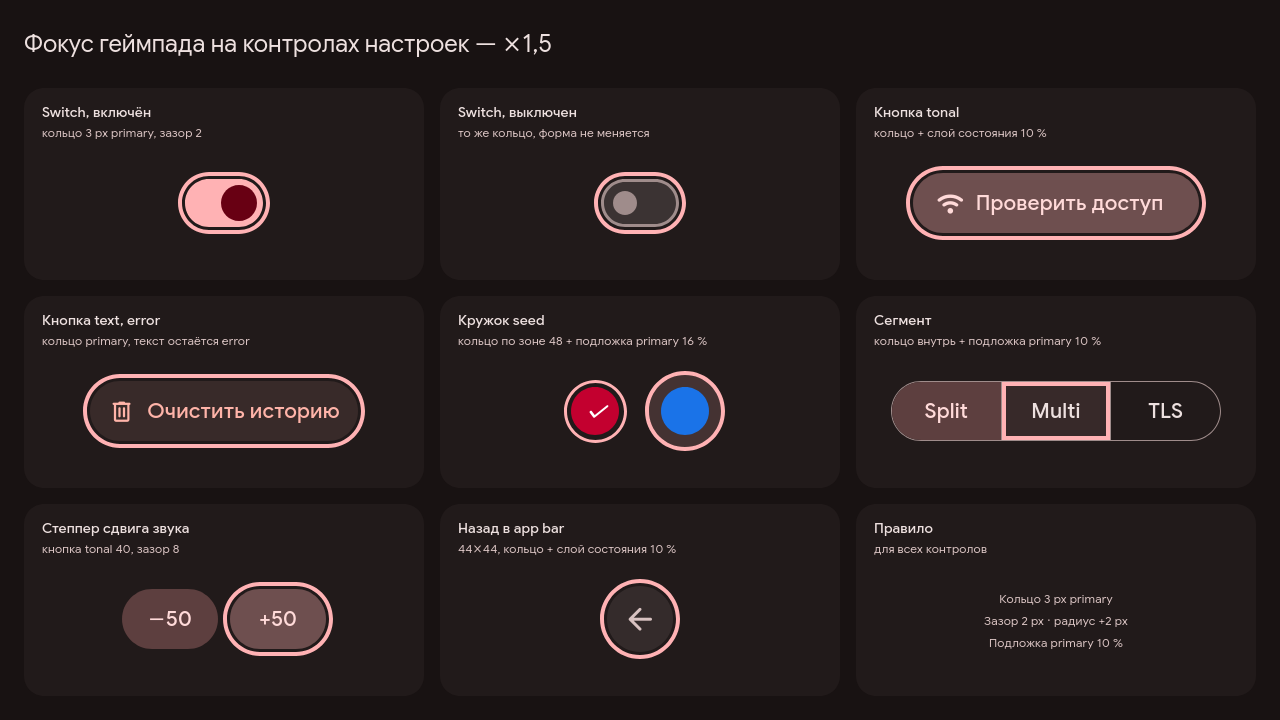 Фокус геймпада на контролах настроек — ×1,5
Switch, включён
кольцо 3 px primary, зазор 2
Switch, выключен
то же кольцо, форма не меняется
Кнопка tonal
кольцо + слой состояния 10 %
Проверить доступ
Кнопка text, error
кольцо primary, текст остаётся error
Очистить историю
Кружок seed
кольцо по зоне 48 + подложка primary 16 %
Сегмент
кольцо внутрь + подложка primary 10 %
Split
Multi
TLS
Степпер сдвига звука
кнопка tonal 40, зазор 8
−50
+50
Назад в app bar
44×44, кольцо + слой состояния 10 %
Правило
для всех контролов
Кольцо 3 px primary
Зазор 2 px · радиус +2 px
Подложка primary 10 %